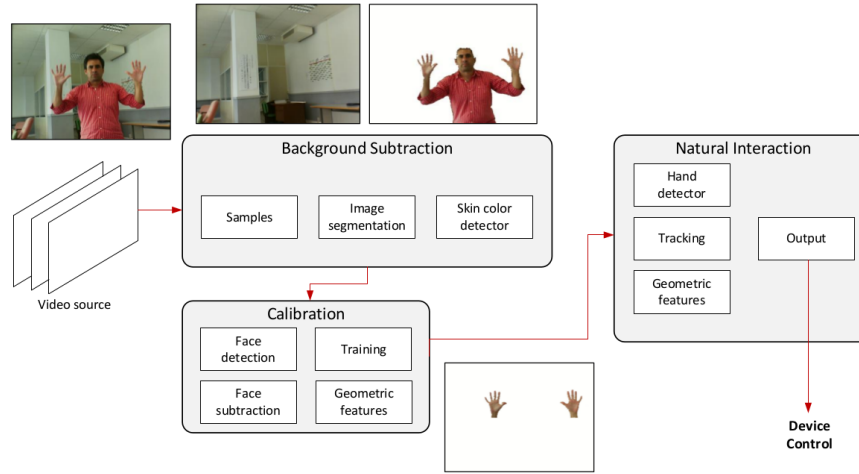 Background Subtraction
Samples
Image
segmentation
Skin color
detector
Video source
Calibration
Face
detection
Training
Face
subtraction
Geometric
features
Natural Interaction
Hand
detector
Tracking
Output
Geometric
features
Device
Control